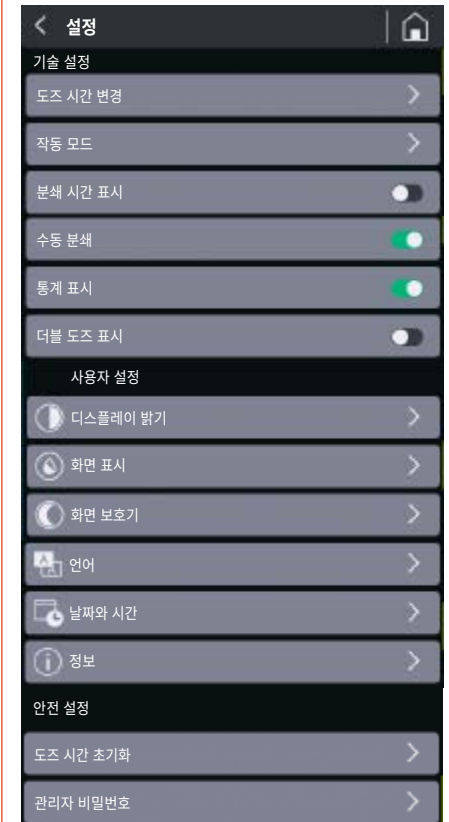 설정
기술 설정
도즈 시간 변경
작동 모드
분쇄 시간 표시
수동 분쇄
통계 표시
더블 도즈 표시
사용자 설정
디스플레이 밝기
화면 표시
화면 보호기
언어
날짜와 시간
정보
안전 설정
도즈 시간 초기화
관리자 비밀번호